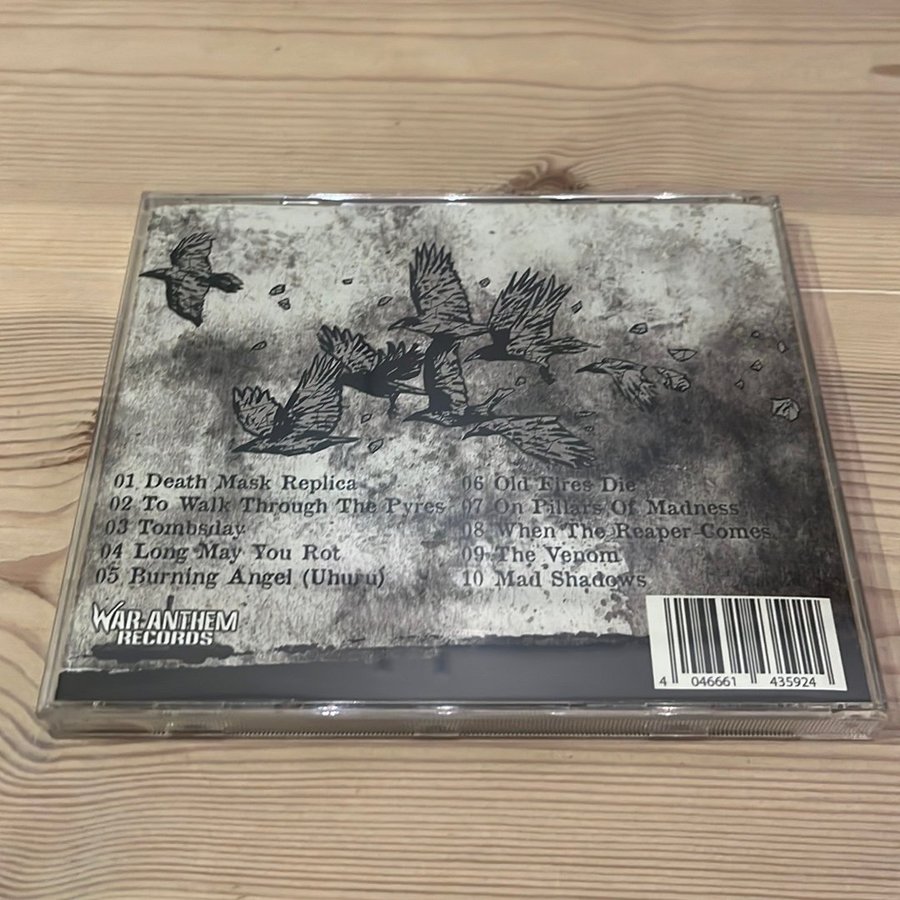 01 Death Mask Replica
02 To Walk Through The Pyres
03 Tombsday
04 Long May You Rot
05 Burning Angel (Uhuru)
06 Old Fires Die
07 On Pillars Of Madness
08 When The Reaper Comes
09 The Venom
10 Mad Shadows
WAR-ANTHEM
RECORDS
4 046661 435924